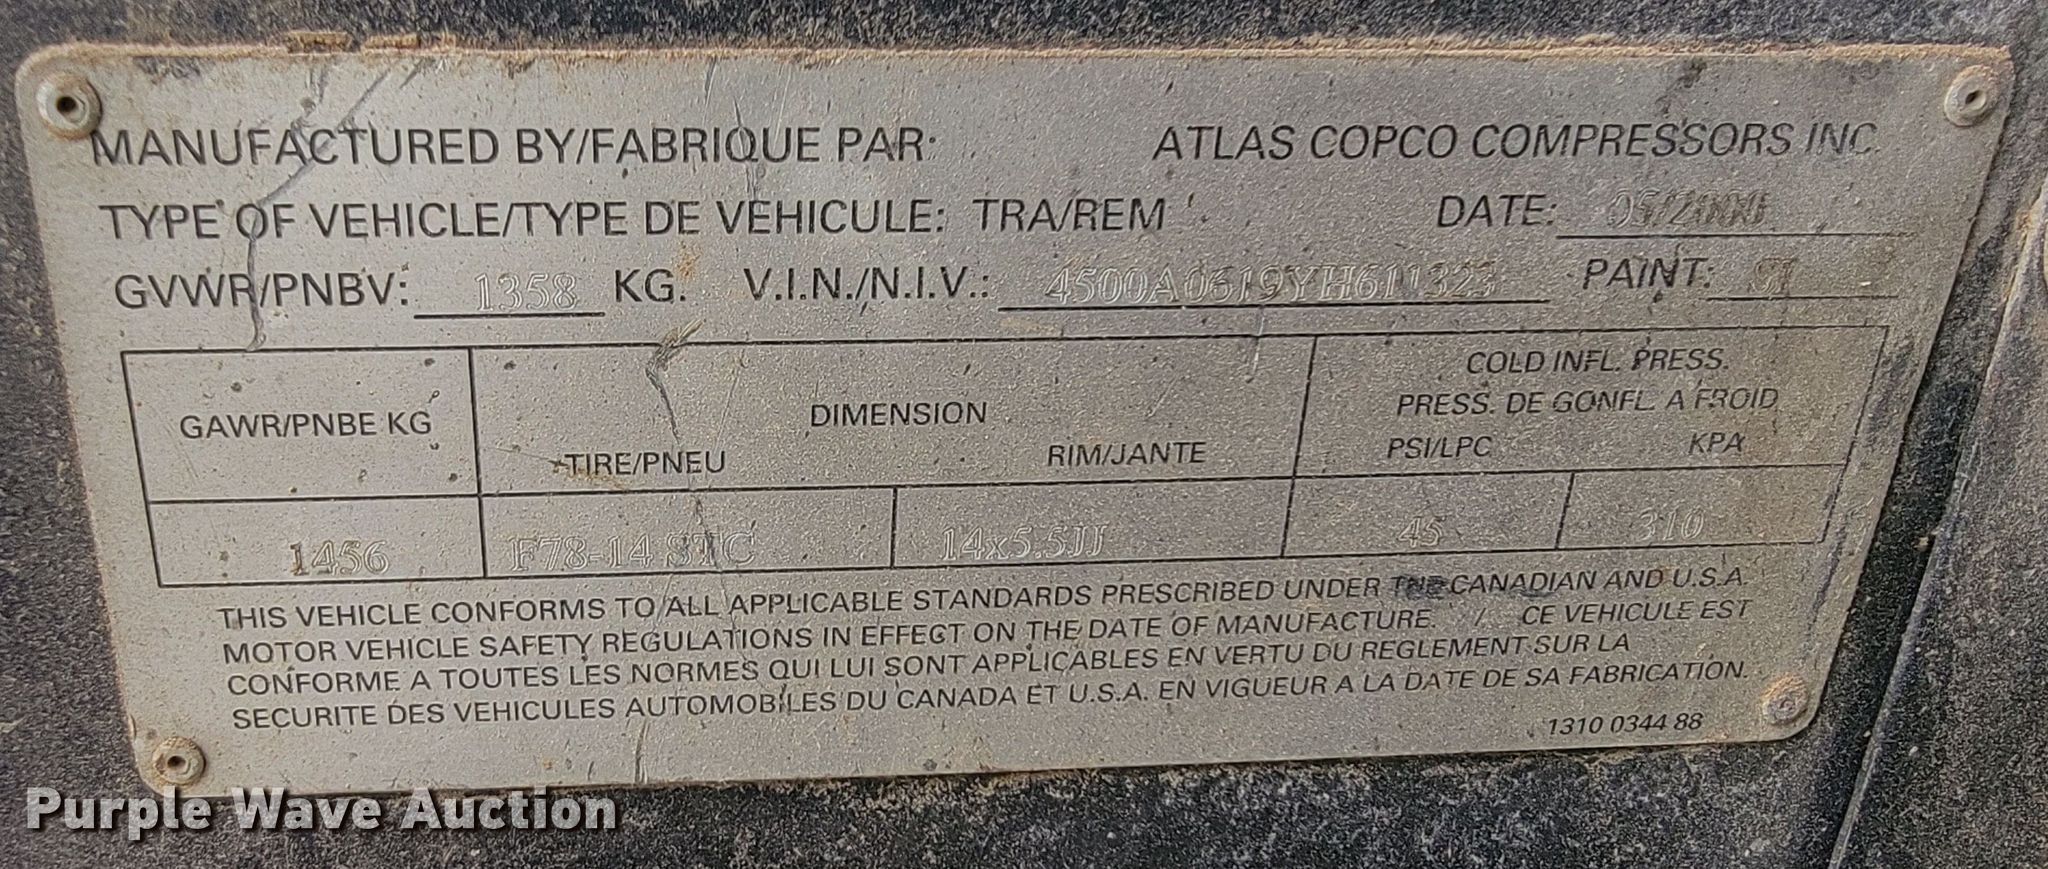 MANUFACTURED BY/FABRIQUE PAR: ATLAS COPCO COMPRESSORS INC.
TYPE OF VEHICLE/TYPE DE VEHICULE: TRA/REM DATE: 05/2000
GVWR/PNBV: 1358 KG. V.I.N./N.I.V.: 4500A0619YH611323 PAINT:
GAWR/PNBE KG
DIMENSION
TIRE/PNEU RIM/JANTE
COLD INFL. PRESS.
PRESS. DE GONFL. A FROID
PSI/LPC KPA
1456 F78-14 STC 14x5.5JJ 45 310
THIS VEHICLE CONFORMS TO ALL APPLICABLE STANDARDS PRESCRIBED UNDER THE CANADIAN AND U.S.A.
MOTOR VEHICLE SAFETY REGULATIONS IN EFFECT ON THE DATE OF MANUFACTURE. / CE VEHICULE EST
CONFORME A TOUTES LES NORMES QUI LUI SONT APPLICABLES EN VERTU DU REGLEMENT SUR LA
SECURITE DES VEHICULES AUTOMOBILES DU CANADA ET U.S.A. EN VIGUEUR A LA DATE DE SA FABRICATION.
1310 0344 88
Purple Wave Auction